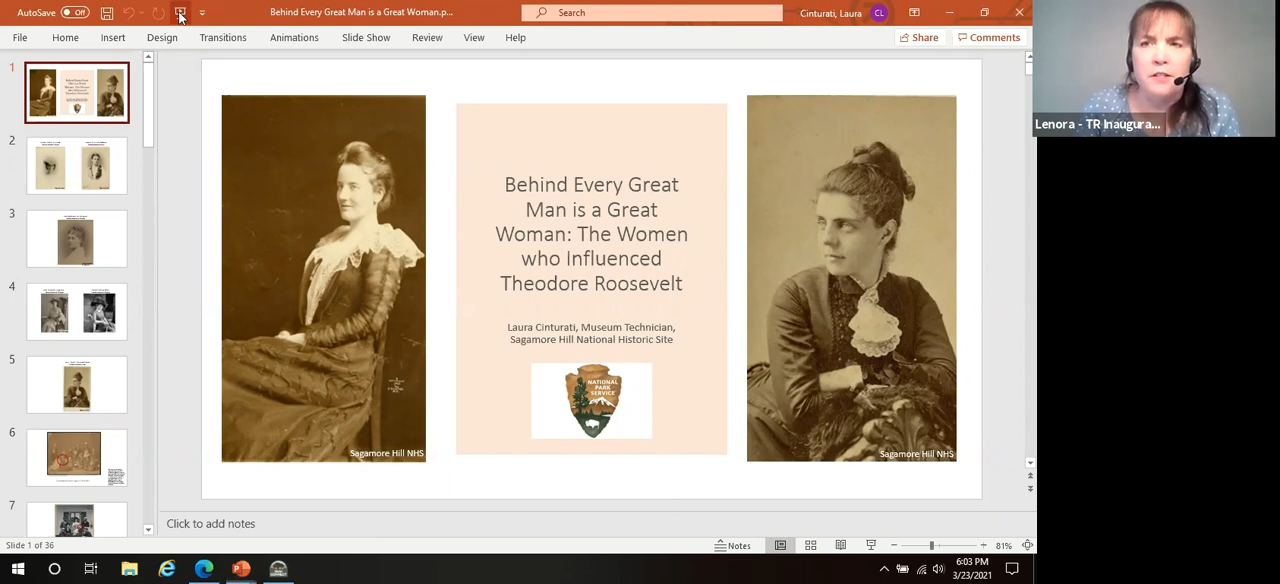 AutoSave
Off
Behind Every Great Man is a Great Woman.p...
Search
Cinturati, Laura
CL
File
Home
Insert
Design
Transitions
Animations
Slide Show
Review
View
Help
Share
Comments
Lenora - TR Inaugura...
1
2
3
4
5
6
7
Behind Every Great
Man is a Great
Woman: The Women
who Influenced
Theodore Roosevelt
Laura Cinturati, Museum Technician,
Sagamore Hill National Historic Site
NATIONAL
PARK
SERVICE
Sagamore Hill NHS
Sagamore Hill NHS
Click to add notes
Slide 1 of 36
Notes
81%
6:03 PM
3/23/2021